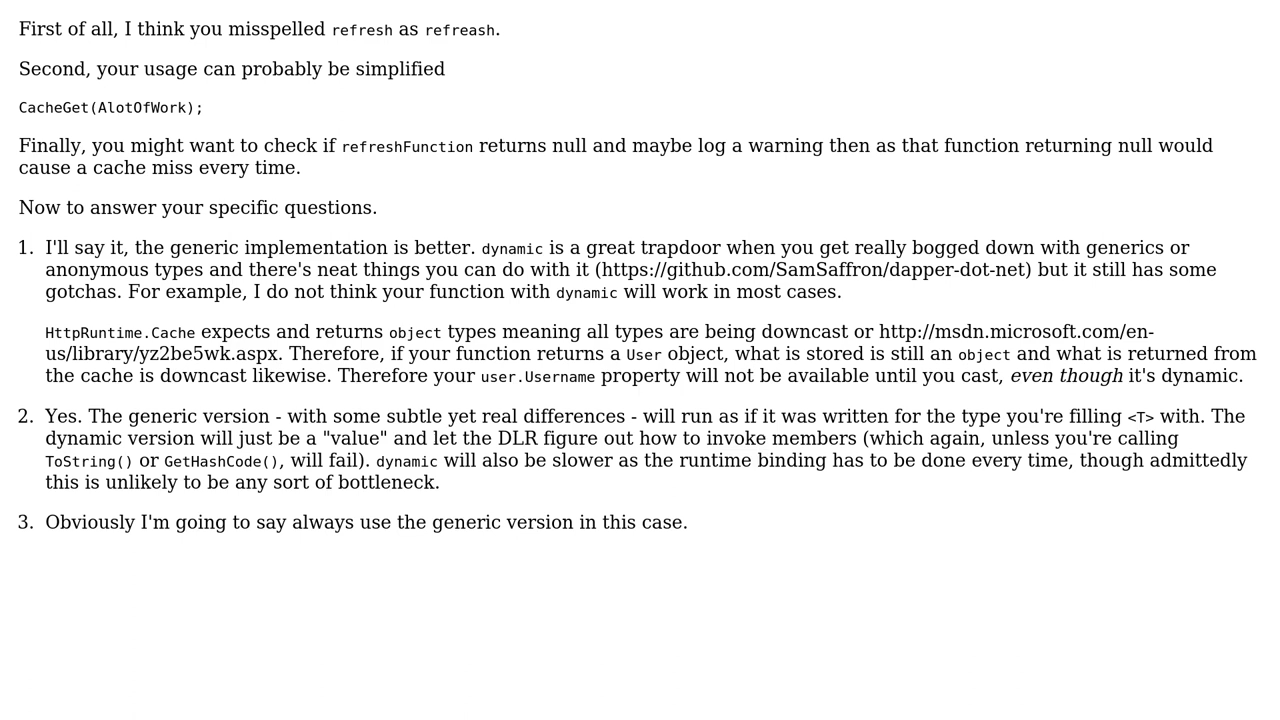 First of all, I think you misspelled refresh as refreash.
Second, your usage can probably be simplified
CacheGet(AlotOfWork);
Finally, you might want to check if refreshFunction returns null and maybe log a warning then as that function returning null would
cause a cache miss every time.
Now to answer your specific questions.
1. I'll say it, the generic implementation is better. dynamic is a great trapdoor when you get really bogged down with generics or
anonymous types and there's neat things you can do with it (https://github.com/SamSaffron/dapper-dot-net) but it still has some
gotchas. For example, I do not think your function with dynamic will work in most cases.
HttpRuntime.Cache expects and returns object types meaning all types are being downcast or http://msdn.microsoft.com/en-
us/library/yz2be5wk.aspx. Therefore, if your function returns a User object, what is stored is still an object and what is returned from
the cache is downcast likewise. Therefore your user.Username property will not be available until you cast, even though it's dynamic.
2. Yes. The generic version - with some subtle yet real differences - will run as if it was written for the type you're filling <T> with. The
dynamic version will just be a "value" and let the DLR figure out how to invoke members (which again, unless you're calling
ToString() or GetHashCode(), will fail). dynamic will also be slower as the runtime binding has to be done every time, though admittedly
this is unlikely to be any sort of bottleneck.
3. Obviously I'm going to say always use the generic version in this case.